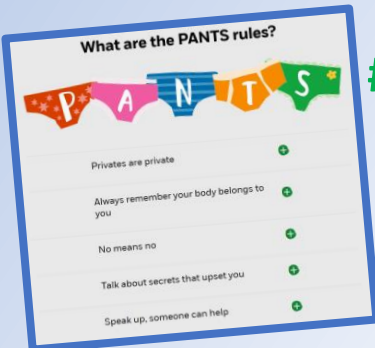 What are the PANTS rules?
P A N T S
#
Privates are private
Always remember your body belongs to
you
No means no
Talk about secrets that upset you
Speak up, someone can help